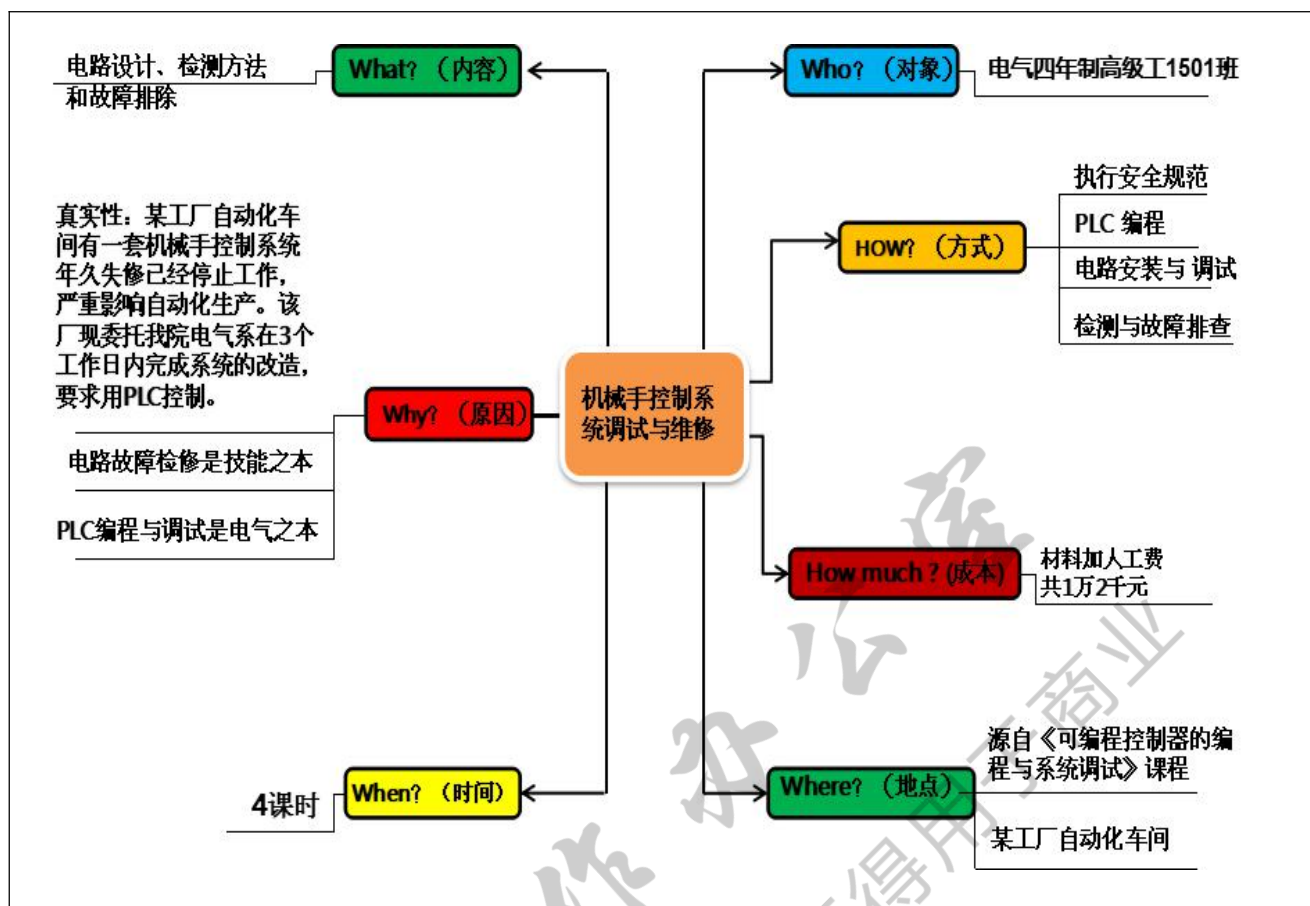 What？（内容）
电路设计、检测方法
和故障排除
Who？（对象）
电气四年制高级工1501班
HOW？（方式）
执行安全规范
PLC 编程
电路安装与 调试
检测与故障排查
真实性：某工厂自动化车
间有一套机械手控制系统
年久失修已经停止工作，
严重影响自动化生产。该
厂现委托我院电气系在3个
工作日内完成系统的改造，
要求用PLC控制。
Why？（原因）
电路故障检修是技能之本
PLC编程与调试是电气之本
机械手控制系
统调试与维修
How much？(成本)
材料加人工费
共1万2千元
When？（时间）
4课时
Where？（地点）
源自《可编程控制器的编
程与系统调试》课程
某工厂自动化车间
作办公库
得用于商业